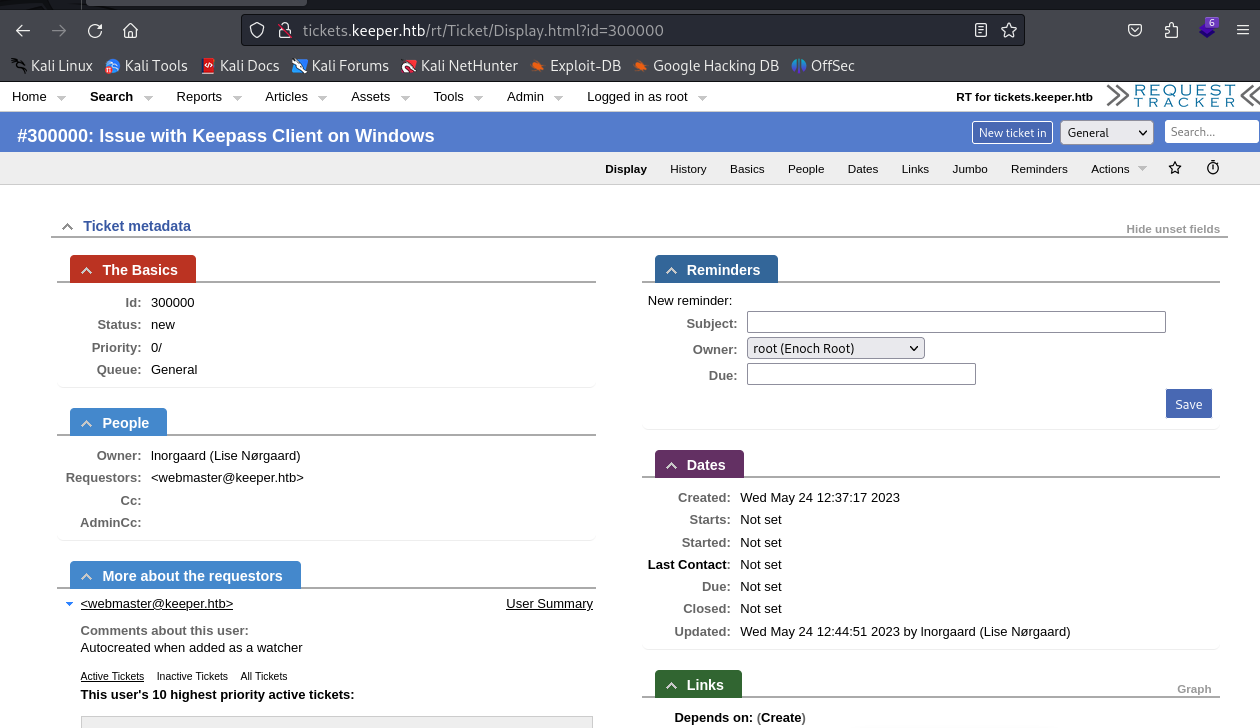 tickets.keeper.htb/rt/Ticket/Display.html?id=300000
6
Kali Linux Kali Tools Kali Docs Kali Forums Kali NetHunter Exploit-DB Google Hacking DB OffSec
Home Search Reports Articles Assets Tools Admin Logged in as root RT for tickets.keeper.htb REQUEST
TRACKER
#300000: Issue with Keepass Client on Windows New ticket in General Search...
Display History Basics People Dates Links Jumbo Reminders Actions
Ticket metadata Hide unset fields
The Basics
Id: 300000
Status: new
Priority: 0/
Queue: General
People
Owner: lnorgaard (Lise Nørgaard)
Requestors: <webmaster@keeper.htb>
Cc:
AdminCc:
More about the requestors
<webmaster@keeper.htb> User Summary
Comments about this user:
Autocreated when added as a watcher
Active Tickets Inactive Tickets All Tickets
This user's 10 highest priority active tickets:
Reminders
New reminder:
Subject:
Owner: root (Enoch Root)
Due:
Save
Dates
Created: Wed May 24 12:37:17 2023
Starts: Not set
Started: Not set
Last Contact: Not set
Due: Not set
Closed: Not set
Updated: Wed May 24 12:44:51 2023 by lnorgaard (Lise Nørgaard)
Links Graph
Depends on: (Create)